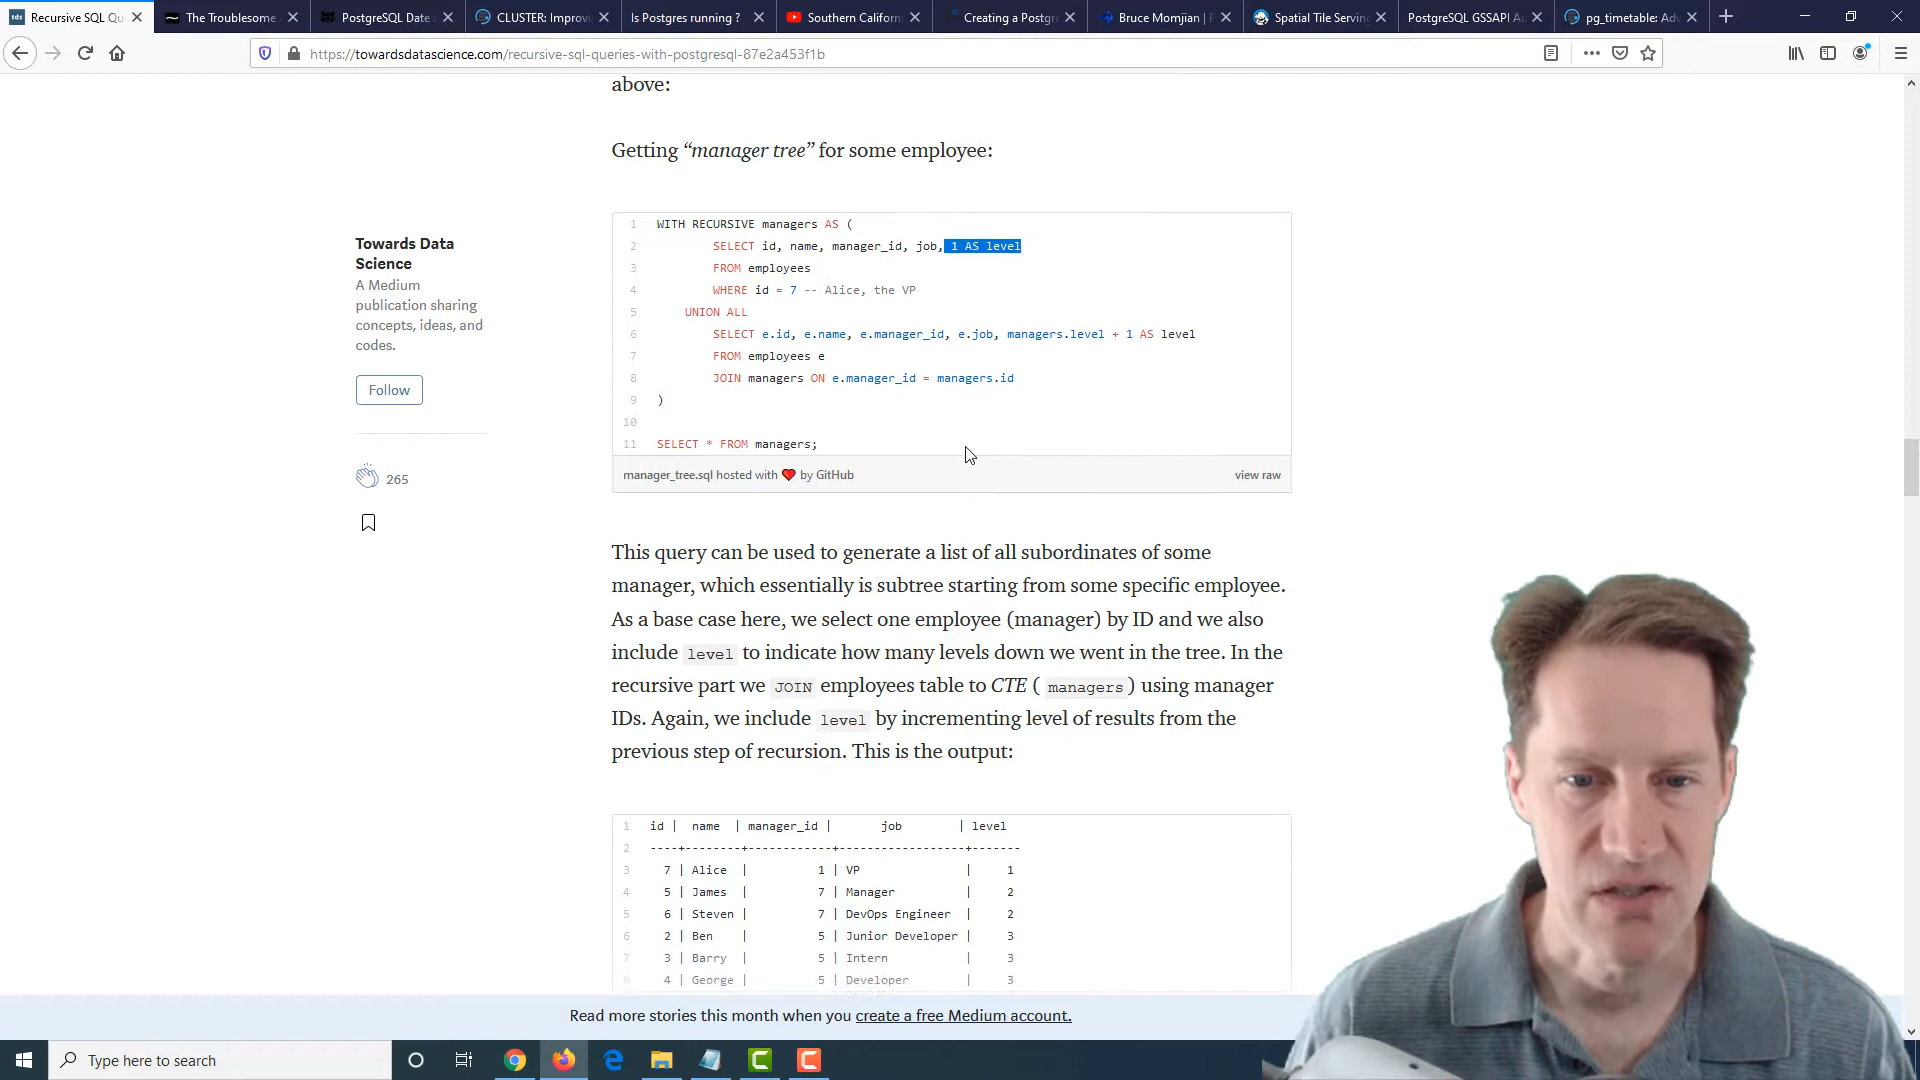 Recursive SQL Qu
The Troublesome
PostgreSQL Date a
CLUSTER: Improvi
Is Postgres running ?
Southern Californ
Creating a Postgr
Bruce Momjian | P
Spatial Tile Serving
PostgreSQL GSSAPI Au
pg_timetable: Adv
https://towardsdatascience.com/recursive-sql-queries-with-postgresql-87e2a453f1b
above:
Getting “manager tree” for some employee:
Towards Data
Science
A Medium
publication sharing
concepts, ideas, and
codes.
Follow
265
1 WITH RECURSIVE managers AS (
2 SELECT id, name, manager_id, job, 1 AS level
3 FROM employees
4 WHERE id = 7 -- Alice, the VP
5 UNION ALL
6 SELECT e.id, e.name, e.manager_id, e.job, managers.level + 1 AS level
7 FROM employees e
8 JOIN managers ON e.manager_id = managers.id
9 )
10
11 SELECT * FROM managers;
manager_tree.sql hosted with ❤ by GitHub view raw
This query can be used to generate a list of all subordinates of some
manager, which essentially is subtree starting from some specific employee.
As a base case here, we select one employee (manager) by ID and we also
include level to indicate how many levels down we went in the tree. In the
recursive part we JOIN employees table to CTE ( managers ) using manager
IDs. Again, we include level by incrementing level of results from the
previous step of recursion. This is the output:
1 id | name | manager_id | job | level
2 ----+--------+------------+------------------+-------
3 7 | Alice | 1 | VP | 1
4 5 | James | 7 | Manager | 2
5 6 | Steven | 7 | DevOps Engineer | 2
6 2 | Ben | 5 | Junior Developer | 3
7 3 | Barry | 5 | Intern | 3
8 4 | George | 5 | Developer | 3
Read more stories this month when you create a free Medium account.
Type here to search